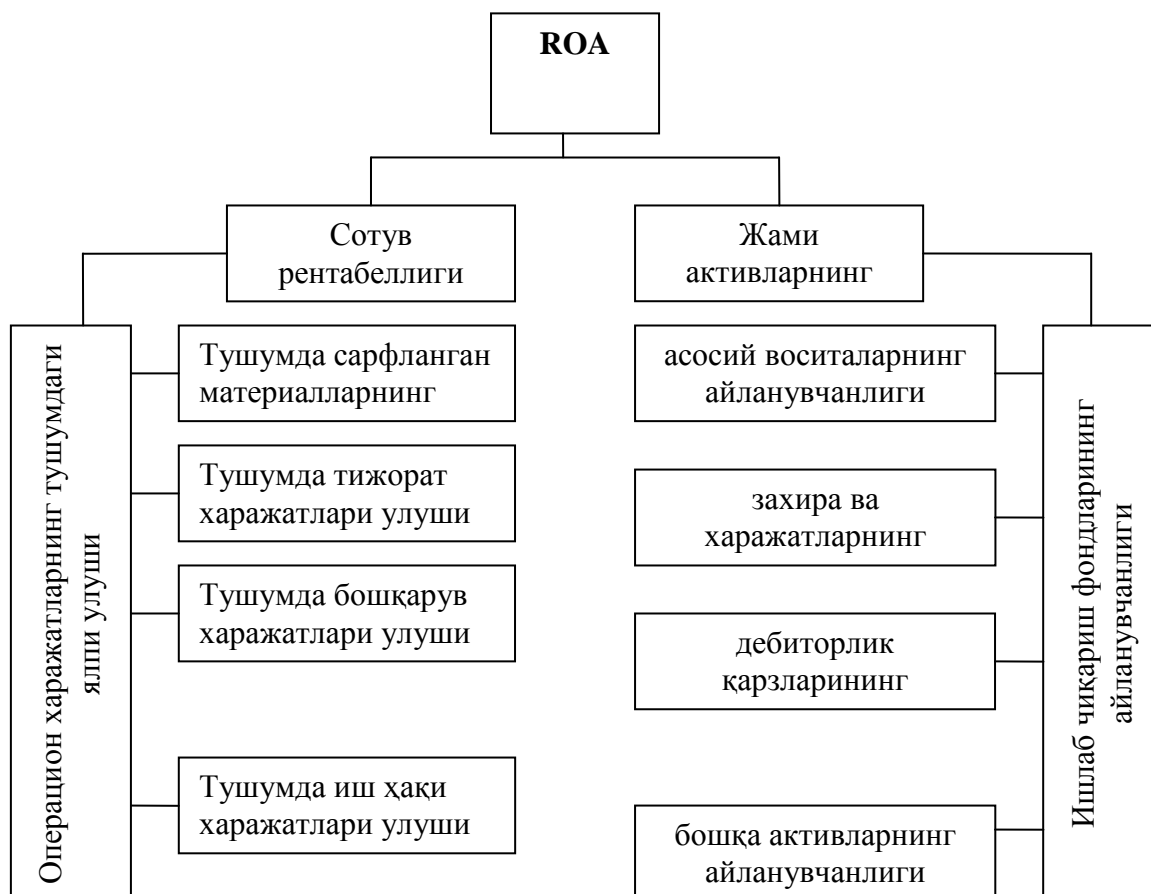 ROA
Сотув
рентабеллиги
Жами
активларнинг
Операцион харажатларнинг тушумдаги
ялпи улуши
Тушумда сарфланган
материалларнинг
Тушумда тижорат
харажатлари улуши
Тушумда бошқарув
харажатлари улуши
Тушумда иш ҳақи
харажатлари улуши
асосий воситаларнинг
айланувчанлиги
захира ва
харажатларнинг
дебиторлик
қарзларининг
бошқа активларнинг
айланувчанлиги
Ишлаб чиқариш фондларининг
айланувчанлиги